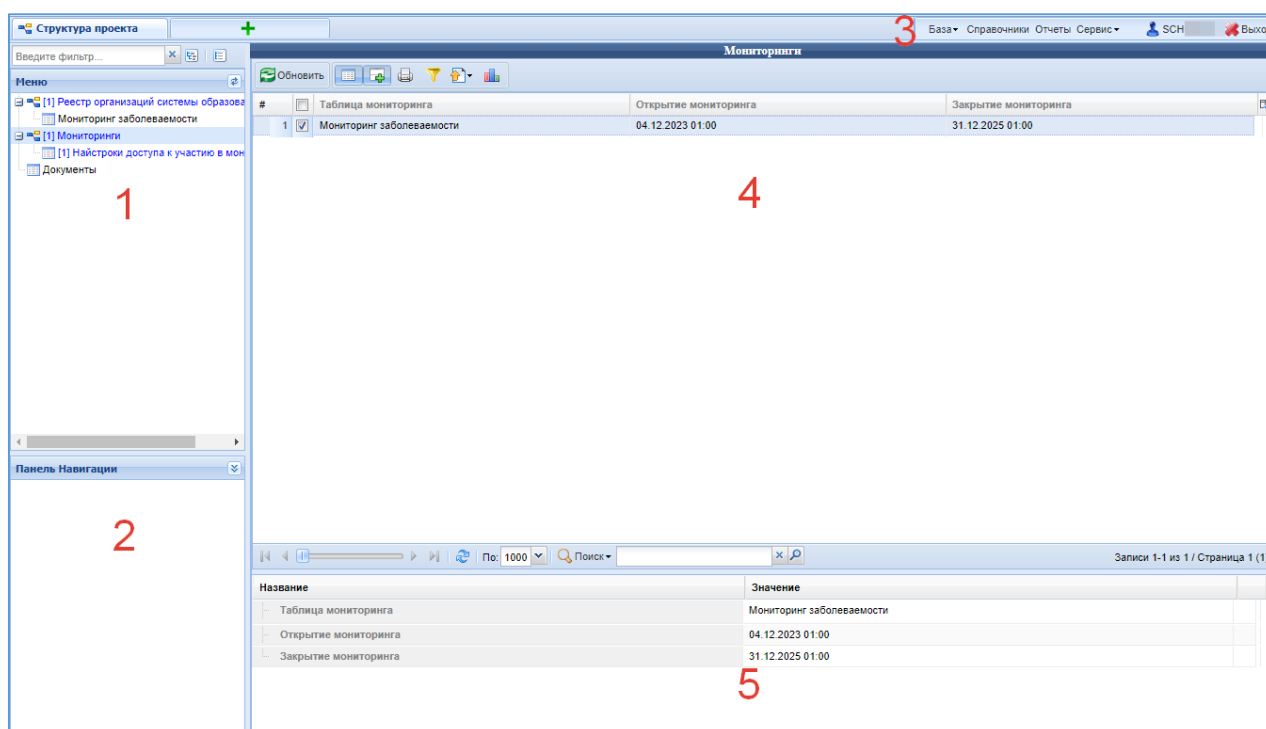 Структура проекта
+
3
База
Справочники
Отчеты
Сервис
SCH
Выхо
Введите фильтр...
Мониторинги
Меню
Обновить
[1] Реестр организаций системы образова
# Таблица мониторинга Открытие мониторинга Закрытие мониторинга
Мониторинг заболеваемости
1 Мониторинг заболеваемости 04.12.2023 01:00 31.12.2025 01:00
[1] Мониторинги
[1] Найстроки доступа к участию в мон
Документы
1
4
Панель Навигации
2
По: 1000 Поиск
Записи 1-1 из 1 / Страница 1 (1)
Название Значение
Таблица мониторинга Мониторинг заболеваемости
Открытие мониторинга 04.12.2023 01:00
Закрытие мониторинга 31.12.2025 01:00
5